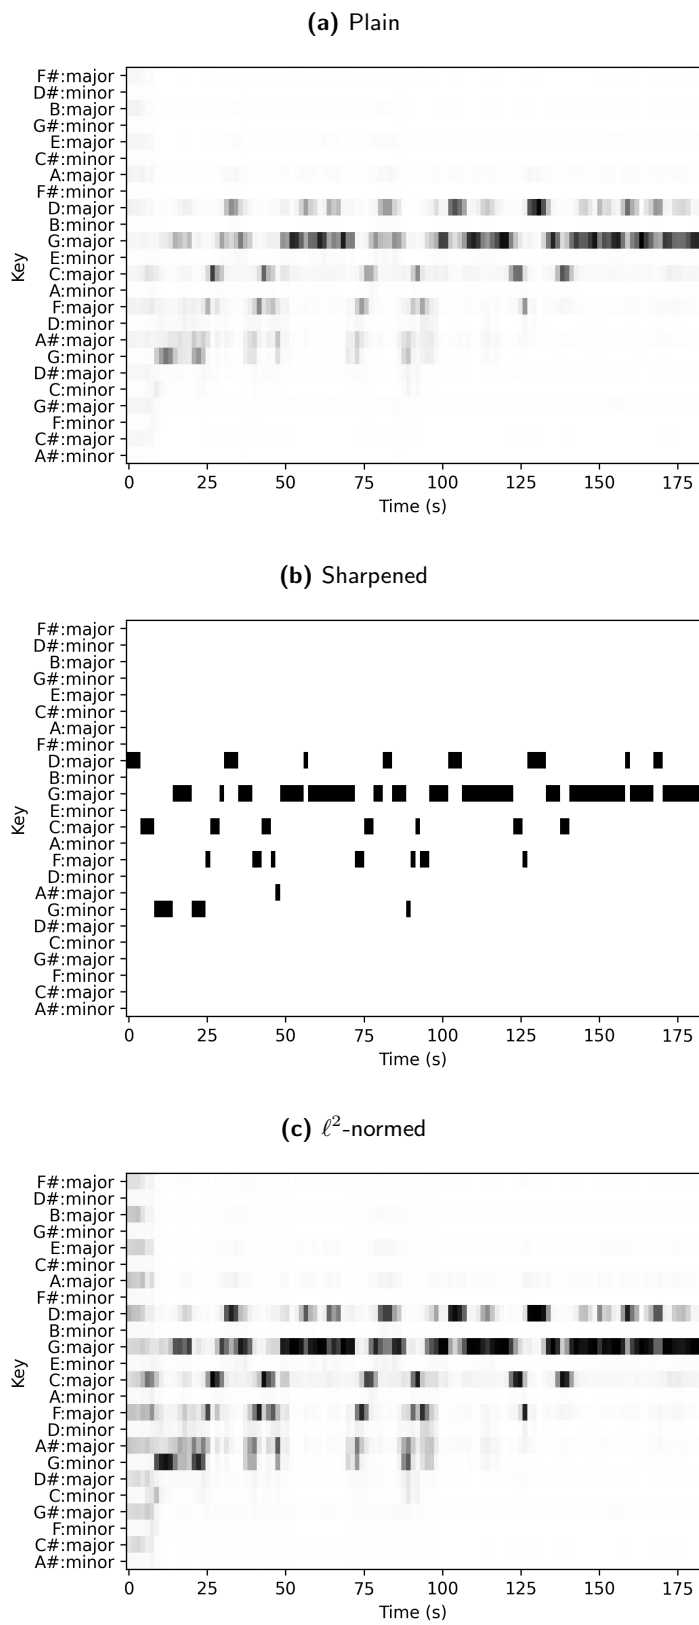 (a) Plain
F#:major
D#:minor
B:major
G#:minor
E:major
C#:minor
A:major
F#:minor
D:major
B:minor
G:major
E:minor
C:major
A:minor
F:major
D:minor
A#:major
G:minor
D#:major
C:minor
G#:major
F:minor
C#:major
A#:minor
Key
0 25 50 75 100 125 150 175
Time (s)
(b) Sharpened
F#:major
D#:minor
B:major
G#:minor
E:major
C#:minor
A:major
F#:minor
D:major
B:minor
G:major
E:minor
C:major
A:minor
F:major
D:minor
A#:major
G:minor
D#:major
C:minor
G#:major
F:minor
C#:major
A#:minor
Key
0 25 50 75 100 125 150 175
Time (s)
(c) ℓ²-normed
F#:major
D#:minor
B:major
G#:minor
E:major
C#:minor
A:major
F#:minor
D:major
B:minor
G:major
E:minor
C:major
A:minor
F:major
D:minor
A#:major
G:minor
D#:major
C:minor
G#:major
F:minor
C#:major
A#:minor
Key
0 25 50 75 100 125 150 175
Time (s)